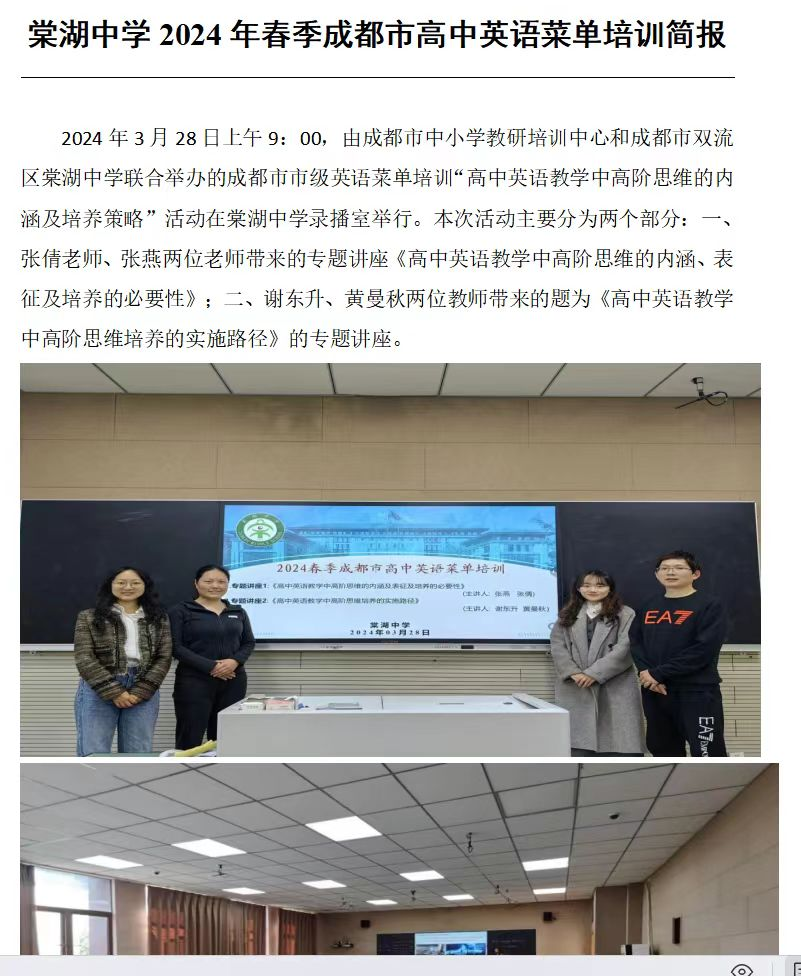 棠湖中学 2024 年春季成都市高中英语菜单培训简报
2024 年 3 月 28 日上午 9：00，由成都市中小学教研培训中心和成都市双流
区棠湖中学联合举办的成都市市级英语菜单培训“高中英语教学中高阶思维的内
涵及培养策略”活动在棠湖中学录播室举行。本次活动主要分为两个部分：一、
张倩老师、张燕两位老师带来的专题讲座《高中英语教学中高阶思维的内涵、表
征及培养的必要性》；二、谢东升、黄曼秋两位教师带来的题为《高中英语教学
中高阶思维培养的实施路径》的专题讲座。
2024春季成都市高中英语菜单培训
专题讲座1:《高中英语教学中高阶思维的内涵及表征及培养的必要性》
(主讲人: 张燕 张倩)
专题讲座2:《高中英语教学中高阶思维培养的实施路径》
(主讲人: 谢东升 黄曼秋)
棠湖中学
2024年03月28日
EA7
EA7